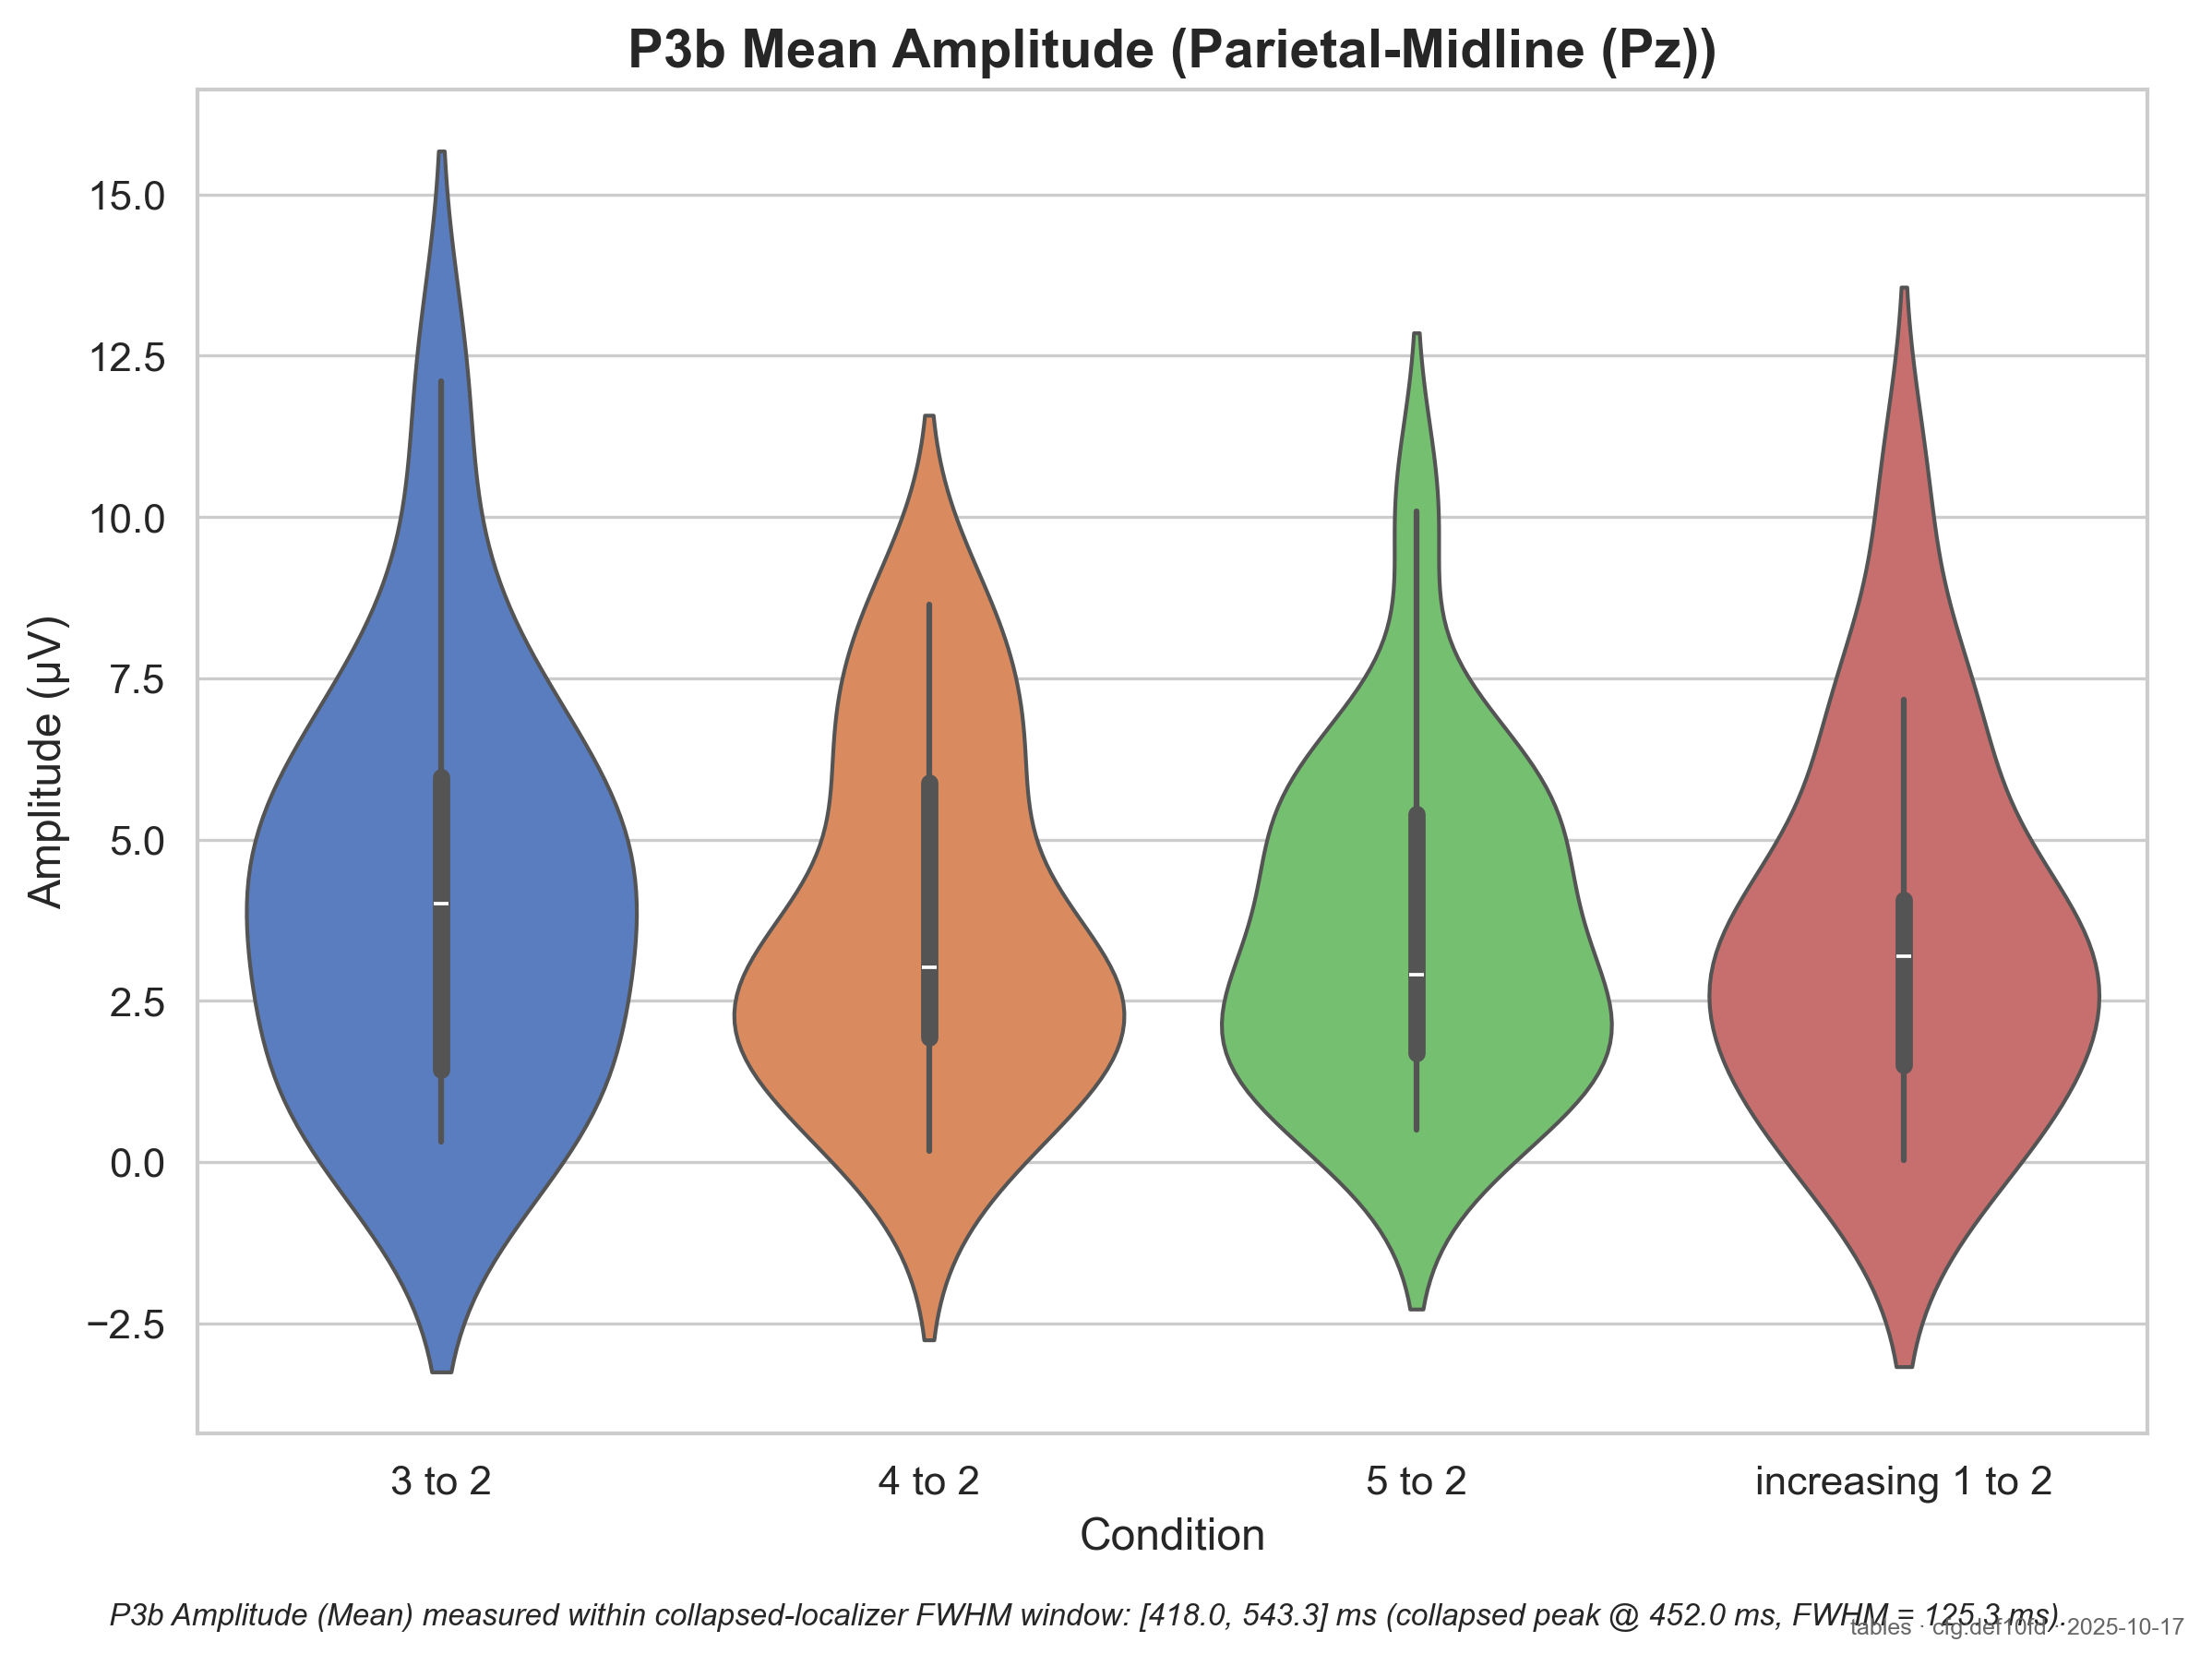 P3b Mean Amplitude (Parietal-Midline (Pz))
Amplitude (µV)
15.0
12.5
10.0
7.5
5.0
2.5
0.0
−2.5
3 to 2 4 to 2 5 to 2 increasing 1 to 2
Condition
P3b Amplitude (Mean) measured within collapsed-localizer FWHM window: [418.0, 543.3] ms (collapsed peak @ 452.0 ms, FWHM = 125.3 ms).
tables · cfg.def10fd · 2025-10-17